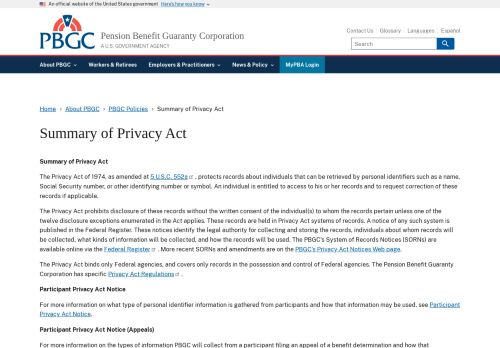 An official website of the United States government Here's how you know
PBGC
Pension Benefit Guaranty Corporation
A U.S. GOVERNMENT AGENCY
Contact Us Glossary Languages Español
Search
About PBGC Workers & Retirees Employers & Practitioners News & Policy MyPBA Login
Home › About PBGC › PBGC Policies › Summary of Privacy Act
Summary of Privacy Act
Summary of Privacy Act
The Privacy Act of 1974, as amended at 5 U.S.C. 552a , protects records about individuals that can be retrieved by personal identifiers such as a name,
Social Security number, or other identifying number or symbol. An individual is entitled to access to his or her records and to request correction of these
records if applicable.
The Privacy Act prohibits disclosure of these records without the written consent of the individual(s) to whom the records pertain unless one of the
twelve disclosure exceptions enumerated in the Act applies. These records are held in Privacy Act systems of records. A notice of any such system is
published in the Federal Register. These notices identify the legal authority for collecting and storing the records, individuals about whom records will
will be collected, what kinds of information will be collected, and how the records will be used. The PBGC's System of Records Notices (SORNs) are
available online via the Federal Register . More recent SORNs and amendments are on the PBGC's Privacy Act Notices Web page.
The Privacy Act binds only Federal agencies, and covers only records in the possession and control of Federal agencies. The Pension Benefit Guaranty
Corporation has specific Privacy Act Regulations .
Participant Privacy Act Notice
For more information on what type of personal identifier information is gathered from participants and how that information may be used, see Participant
Privacy Act Notice.
Participant Privacy Act Notice (Appeals)
For more information on the types of information PBGC will collect from a participant filing an appeal of a benefit determination and how that